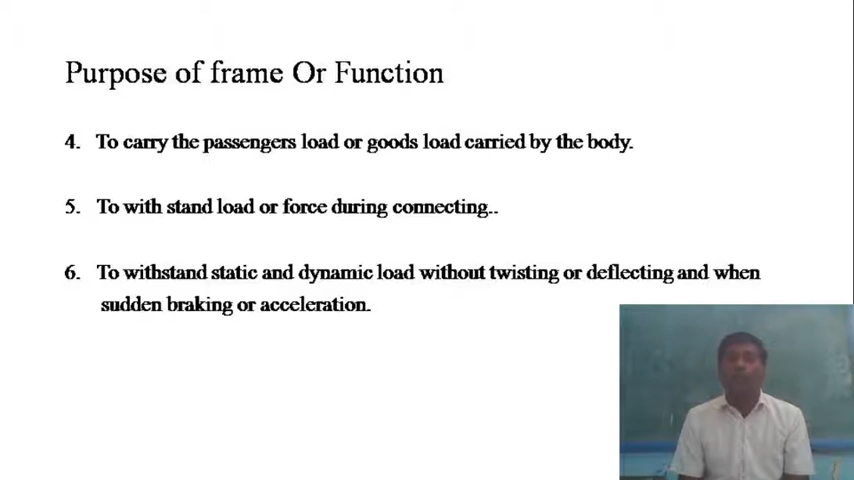 Purpose of frame Or Function
4. To carry the passengers load or goods load carried by the body.
5. To with stand load or force during connecting..
6. To withstand static and dynamic load without twisting or deflecting and when
sudden braking or acceleration.